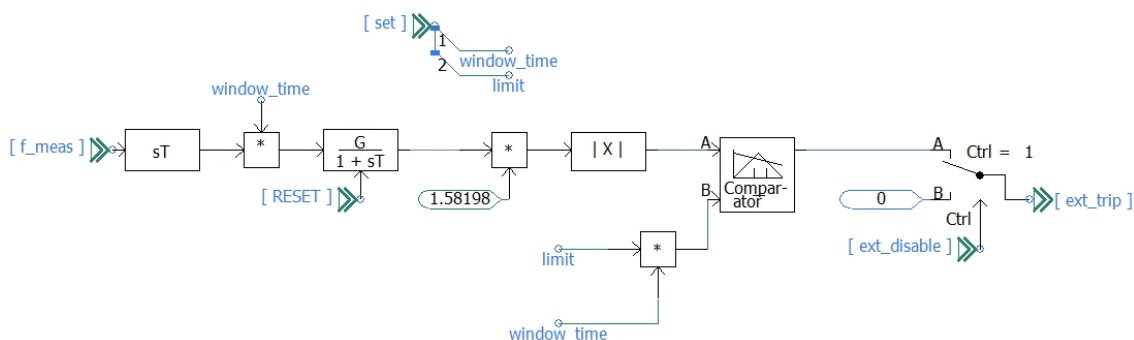 [ set ]
1
2
window_time
limit
window_time
[ f_meas ]
sT
*
G
1 + sT
[ RESET ]
*
1.58198
| X |
A
B
Compar-
ator
A
Ctrl = 1
B
0
Ctrl
[ ext_trip ]
[ ext_disable ]
limit
*
window_time